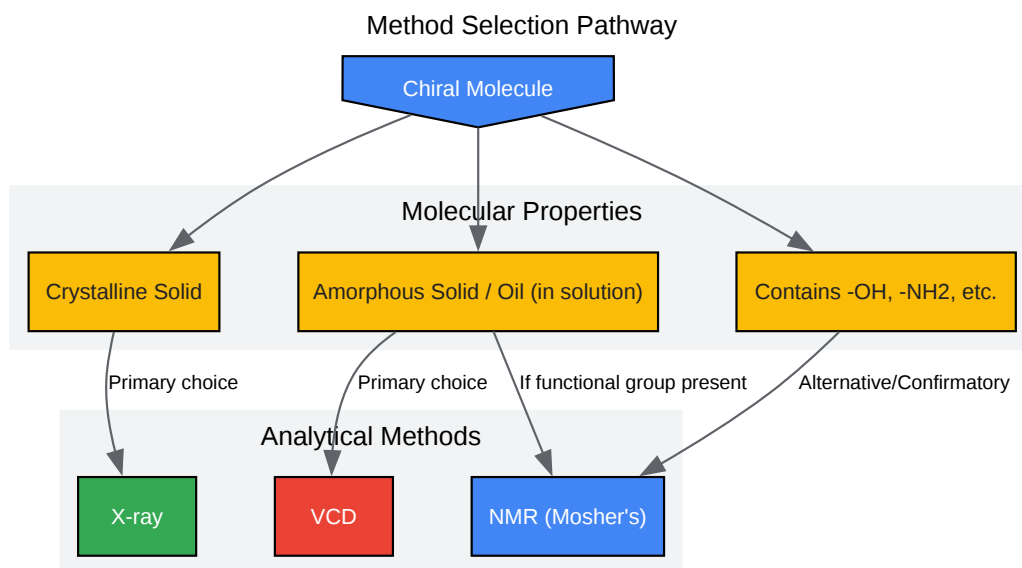 Method Selection Pathway
Chiral Molecule
Molecular Properties
Crystalline Solid
Amorphous Solid / Oil (in solution)
Contains -OH, -NH2, etc.
Primary choice
Primary choice
If functional group present
Alternative/Confirmatory
Analytical Methods
X-ray
VCD
NMR (Mosher's)